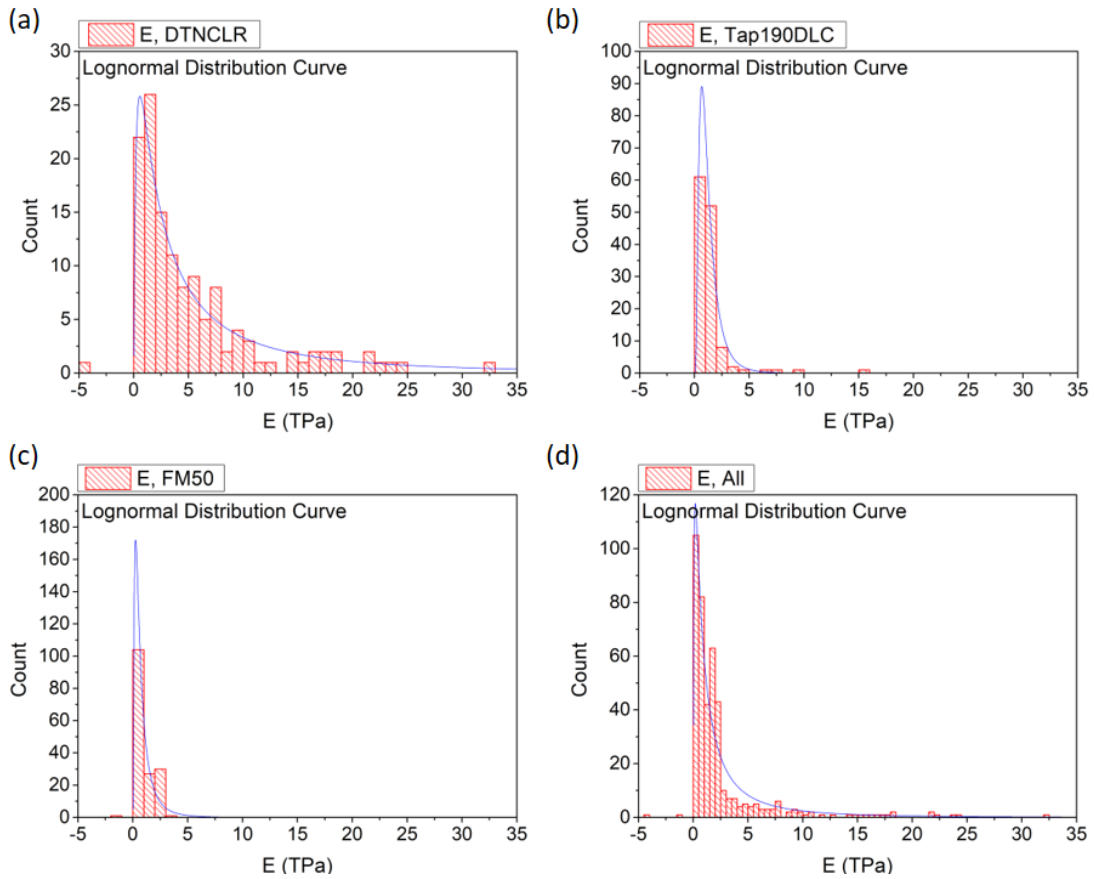 (a)
E, DTNCLR
Lognormal Distribution Curve
30
25
20
15
10
5
0
Count
-5 0 5 10 15 20 25 30 35
E (TPa)
(b)
E, Tap190DLC
Lognormal Distribution Curve
100
90
80
70
60
50
40
30
20
10
0
Count
-5 0 5 10 15 20 25 30 35
E (TPa)
(c)
E, FM50
Lognormal Distribution Curve
200
180
160
140
120
100
80
60
40
20
0
Count
-5 0 5 10 15 20 25 30 35
E (TPa)
(d)
E, All
Lognormal Distribution Curve
120
100
80
60
40
20
0
Count
-5 0 5 10 15 20 25 30 35
E (TPa)